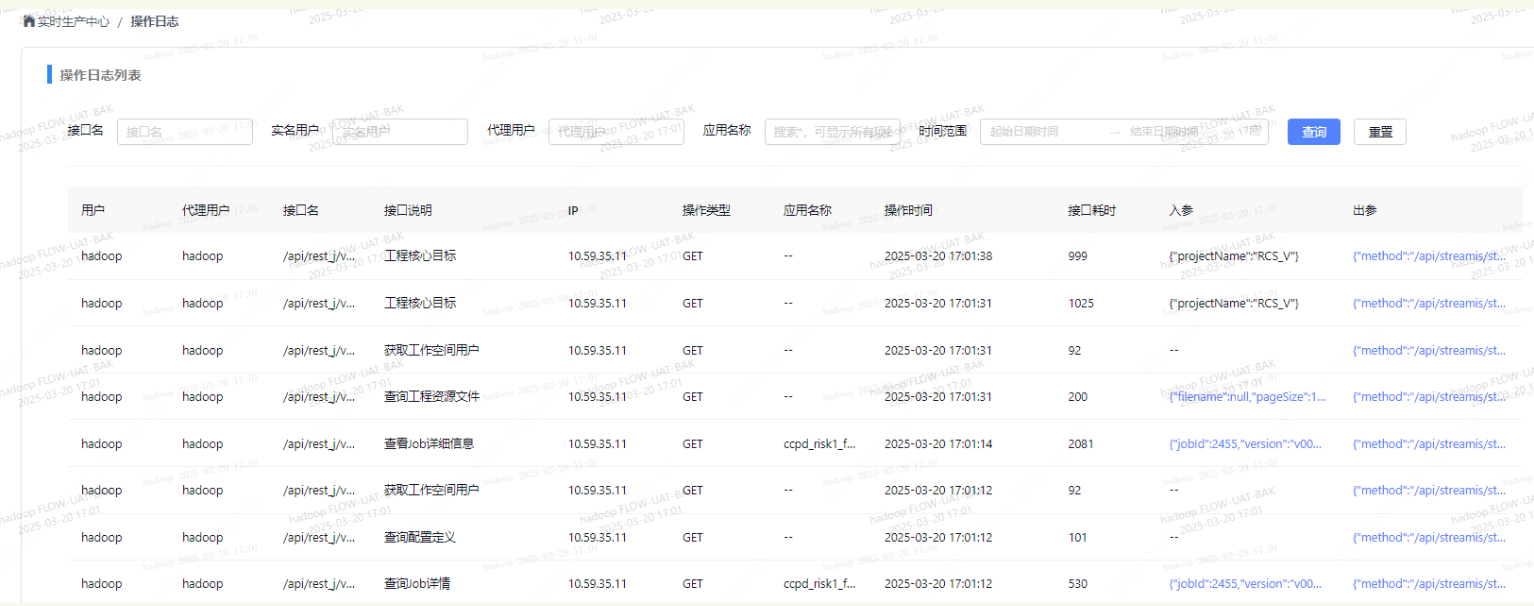 实时生产中心 / 操作日志
操作日志列表
接口名 接口名 实名用户 实名用户 代理用户 代理用户 应用名称 搜索*，可显示所有项 时间范围 起始日期时间 → 结束日期时间 查询 重置
用户 代理用户 接口名 接口说明 IP 操作类型 应用名称 操作时间 接口耗时 入参 出参
hadoop hadoop /api/rest_j/v... 工程核心目标 10.59.35.11 GET -- 2025-03-20 17:01:38 999 {"projectName":"RCS_V"} {"method":"/api/streamis/st...
hadoop hadoop /api/rest_j/v... 工程核心目标 10.59.35.11 GET -- 2025-03-20 17:01:31 1025 {"projectName":"RCS_V"} {"method":"/api/streamis/st...
hadoop hadoop /api/rest_j/v... 获取工作空间用户 10.59.35.11 GET -- 2025-03-20 17:01:31 92 -- {"method":"/api/streamis/st...
hadoop hadoop /api/rest_j/v... 查询工程资源文件 10.59.35.11 GET -- 2025-03-20 17:01:31 200 {"filename":null,"pageSize":1... {"method":"/api/streamis/st...
hadoop hadoop /api/rest_j/v... 查看Job详细信息 10.59.35.11 GET ccpd_risk1_f... 2025-03-20 17:01:14 2081 {"jobId":2455,"version":"v00... {"method":"/api/streamis/st...
hadoop hadoop /api/rest_j/v... 获取工作空间用户 10.59.35.11 GET -- 2025-03-20 17:01:12 92 -- {"method":"/api/streamis/st...
hadoop hadoop /api/rest_j/v... 查询配置定义 10.59.35.11 GET -- 2025-03-20 17:01:12 101 -- {"method":"/api/streamis/st...
hadoop hadoop /api/rest_j/v... 查询Job详情 10.59.35.11 GET ccpd_risk1_f... 2025-03-20 17:01:12 530 {"jobId":2455,"version":"v00... {"method":"/api/streamis/st...
hadoop FLOW-UAT-BAK
2025-03-20 17:01